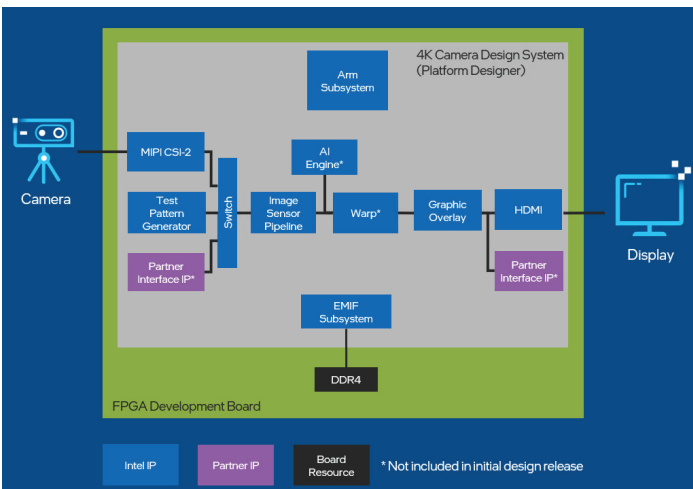 4K Camera Design System
(Platform Designer)
Arm
Subsystem
MIPI CSI-2
AI
Engine*
Camera
Test
Pattern
Generator
Switch
Image
Sensor
Pipeline
Warp*
Graphic
Overlay
HDMI
Display
Partner
Interface IP*
Partner
Interface IP*
EMIF
Subsystem
DDR4
FPGA Development Board
Intel IP
Partner IP
Board
Resource
*Not included in initial design release